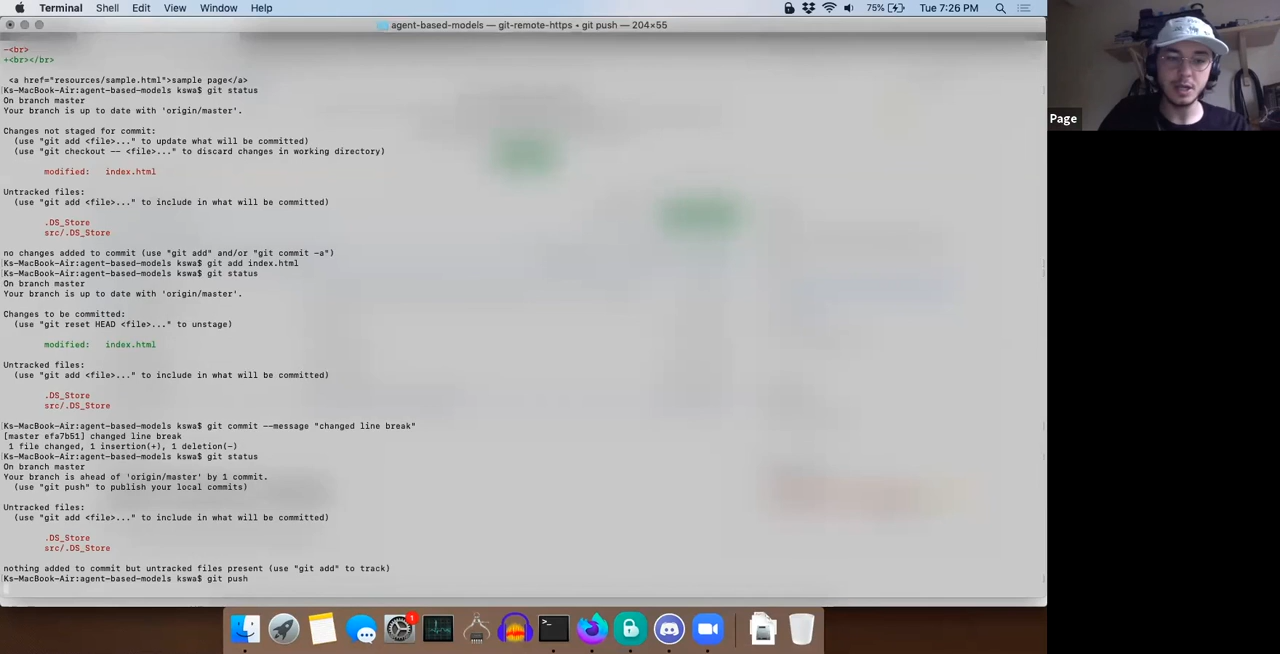 Terminal Shell Edit View Window Help 75% Tue 7:26 PM
agent-based-models — git-remote-https • git push — 204×55
-<br>
+<br></br>
<a href="resources/sample.html">sample page</a>
Ks-MacBook-Air:agent-based-models kswa$ git status
On branch master
Your branch is up to date with 'origin/master'.
Changes not staged for commit:
(use "git add <file>..." to update what will be committed)
(use "git checkout -- <file>..." to discard changes in working directory)
modified: index.html
Untracked files:
(use "git add <file>..." to include in what will be committed)
.DS_Store
src/.DS_Store
no changes added to commit (use "git add" and/or "git commit -a")
Ks-MacBook-Air:agent-based-models kswa$ git add index.html
Ks-MacBook-Air:agent-based-models kswa$ git status
On branch master
Your branch is up to date with 'origin/master'.
Changes to be committed:
(use "git reset HEAD <file>..." to unstage)
modified: index.html
Untracked files:
(use "git add <file>..." to include in what will be committed)
.DS_Store
src/.DS_Store
Ks-MacBook-Air:agent-based-models kswa$ git commit --message "changed line break"
[master efa7b51] changed line break
1 file changed, 1 insertion(+), 1 deletion(-)
Ks-MacBook-Air:agent-based-models kswa$ git status
On branch master
Your branch is ahead of 'origin/master' by 1 commit.
(use "git push" to publish your local commits)
Untracked files:
(use "git add <file>..." to include in what will be committed)
.DS_Store
src/.DS_Store
nothing added to commit but untracked files present (use "git add" to track)
Ks-MacBook-Air:agent-based-models kswa$ git push
Page
1